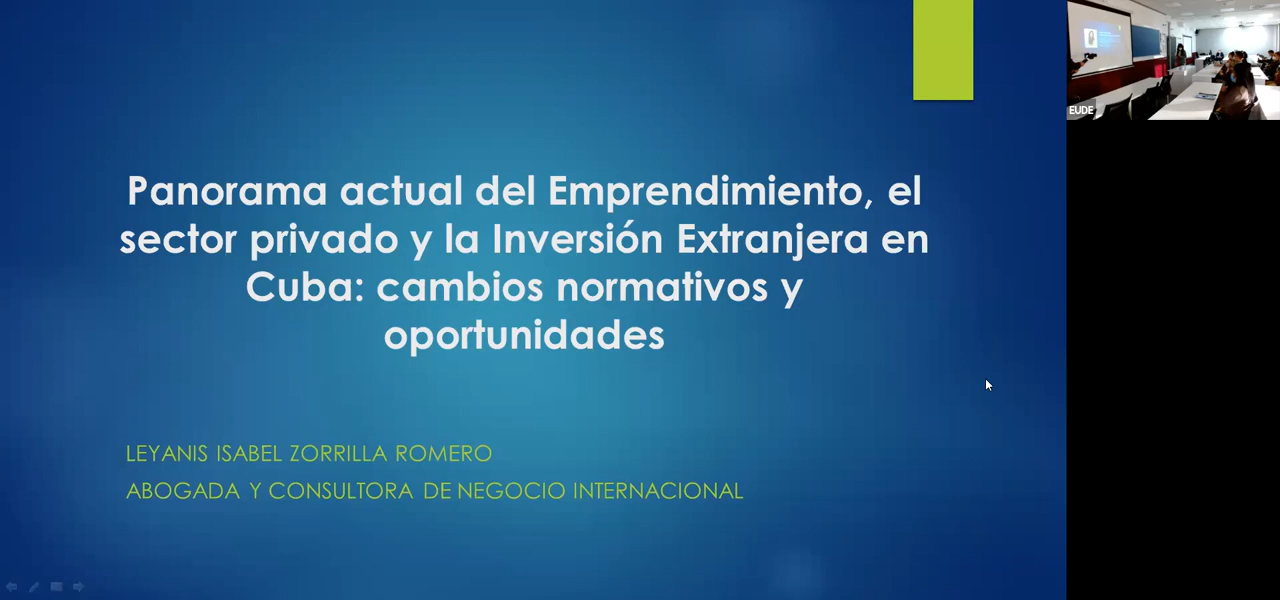 Panorama actual del Emprendimiento, el
sector privado y la Inversión Extranjera en
Cuba: cambios normativos y
oportunidades
LEYANIS ISABEL ZORRILLA ROMERO
ABOGADA Y CONSULTORA DE NEGOCIO INTERNACIONAL
EUDE